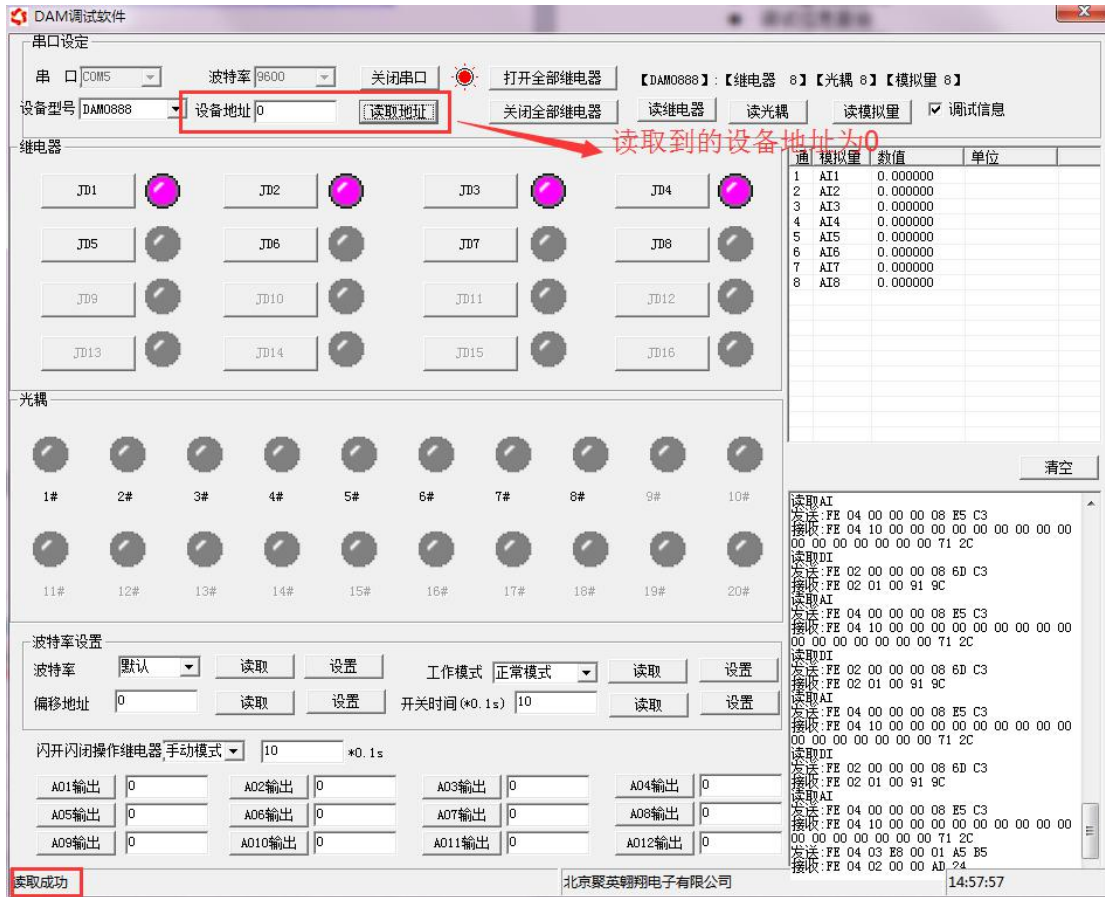 DAM调试软件
串口设定
串 口 COM5 波特率 9600 关闭串口 打开全部继电器 【DAM0888】:【继电器 8】【光耦 8】【模拟量 8】
设备型号 DAM0888 设备地址 0 读取地址 关闭全部继电器 读继电器 读光耦 读模拟量 调试信息
读取到的设备地址为0
继电器
JD1 JD2 JD3 JD4
JD5 JD6 JD7 JD8
JD9 JD10 JD11 JD12
JD13 JD14 JD15 JD16
通 模拟量 数值 单位
1 AI1 0.000000
2 AI2 0.000000
3 AI3 0.000000
4 AI4 0.000000
5 AI5 0.000000
6 AI6 0.000000
7 AI7 0.000000
8 AI8 0.000000
光耦
1# 2# 3# 4# 5# 6# 7# 8# 9# 10#
11# 12# 13# 14# 15# 16# 17# 18# 19# 20#
清空
读取AI
发送:FE 04 00 00 00 08 E5 C3
接收:FE 04 10 00 00 00 00 00 00 00 00 00
00 00 00 00 00 00 00 71 2C
读取DI
发送:FE 02 00 00 00 08 6D C3
接收:FE 02 01 00 91 9C
读取AI
发送:FE 04 00 00 00 08 E5 C3
接收:FE 04 10 00 00 00 00 00 00 00 00 00
00 00 00 00 00 00 00 71 2C
读取DI
发送:FE 02 00 00 00 08 6D C3
接收:FE 02 01 00 91 9C
读取AI
发送:FE 04 00 00 00 08 E5 C3
接收:FE 04 10 00 00 00 00 00 00 00 00 00
00 00 00 00 00 00 00 71 2C
读取DI
发送:FE 02 00 00 00 08 6D C3
接收:FE 02 01 00 91 9C
读取AI
发送:FE 04 00 00 00 08 E5 C3
接收:FE 04 10 00 00 00 00 00 00 00 00 00
00 00 00 00 00 00 00 71 2C
发送:FE 04 03 E8 00 01 A5 B5
接收:FE 04 02 00 00 AD 24
波特率设置
波特率 默认 读取 设置 工作模式 正常模式 读取 设置
偏移地址 0 读取 设置 开关时间(*0.1s) 10 读取 设置
闪开闪闭操作继电器 手动模式 10 *0.1s
AO1输出 0 AO2输出 0 AO3输出 0 AO4输出 0
AO5输出 0 AO6输出 0 AO7输出 0 AO8输出 0
AO9输出 0 AO10输出 0 AO11输出 0 AO12输出 0
读取成功 北京聚英翱翔电子有限公司 14:57:57